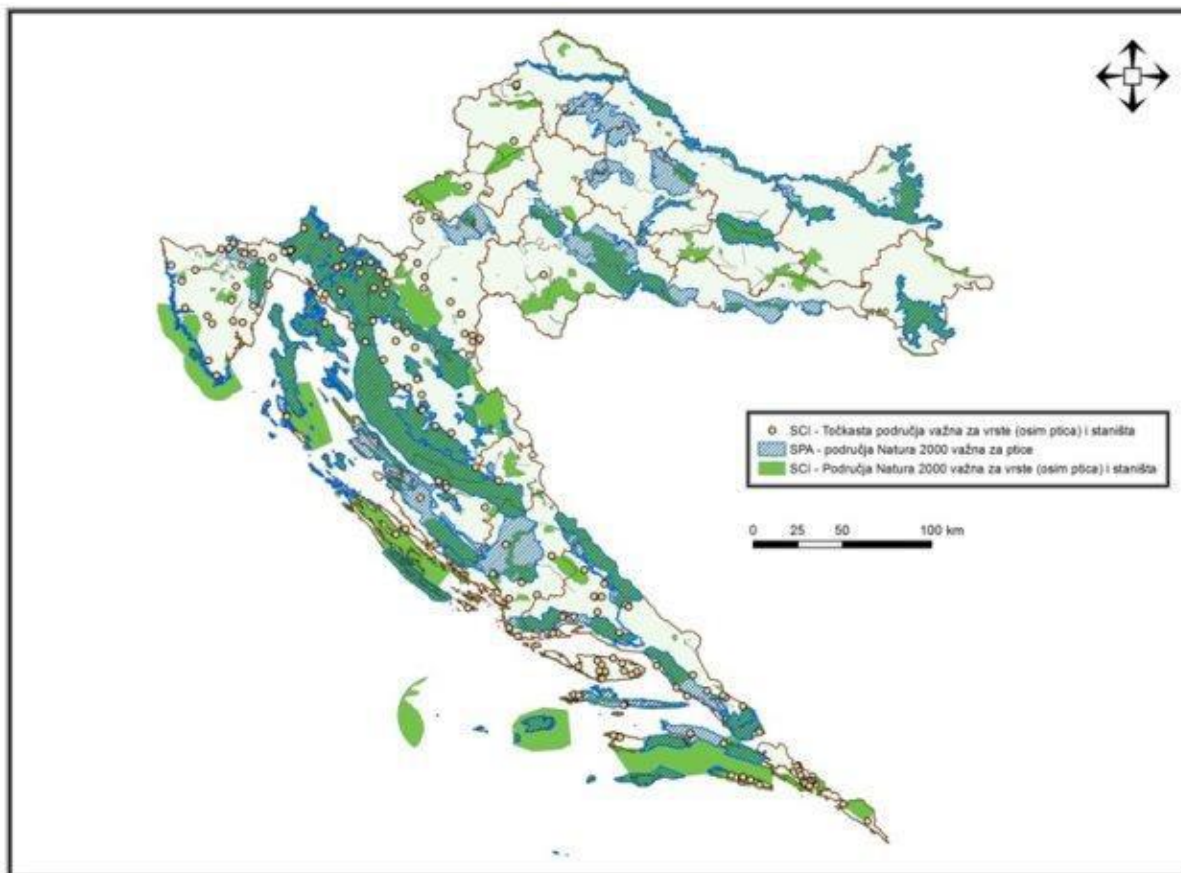 SCI - Točkasta područja važna za vrste (osim ptica) i staništa
SPA - područja Natura 2000 važna za ptice
SCI - Područja Natura 2000 važna za vrste (osim ptica) i staništa
0 25 50 100 km